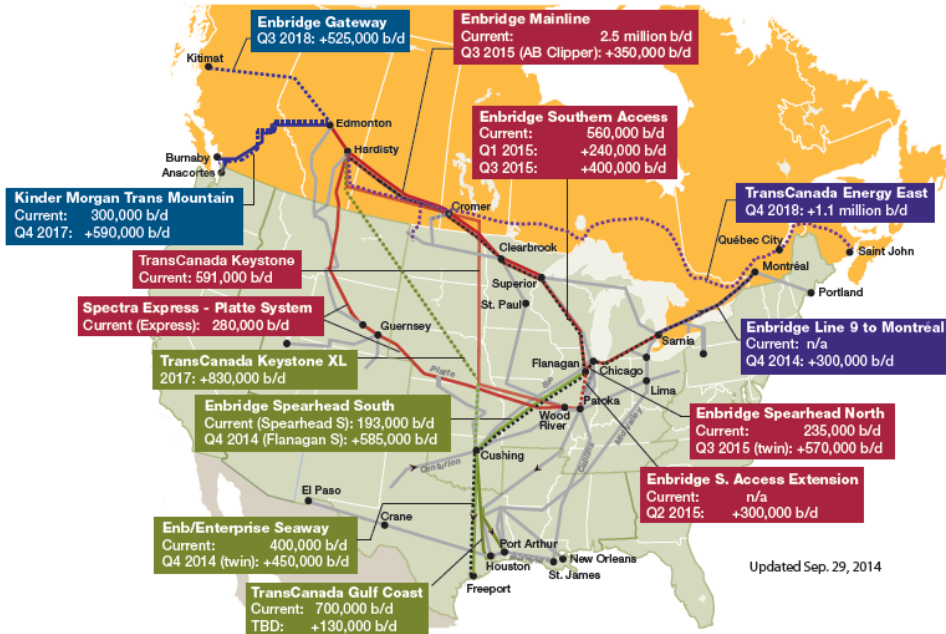 Enbridge Gateway
Q3 2018: +525,000 b/d
Enbridge Mainline
Current: 2.5 million b/d
Q3 2015 (AB Clipper): +350,000 b/d
Kitimat
Edmonton
Hardisty
Burnaby
Anacortes
Enbridge Southern Access
Current: 560,000 b/d
Q1 2015: +240,000 b/d
Q3 2015: +400,000 b/d
Kinder Morgan Trans Mountain
Current: 300,000 b/d
Q4 2017: +590,000 b/d
TransCanada Energy East
Q4 2018: +1.1 million b/d
Cromer
Clearbrook
Superior
St. Paul
Québec City
Montréal
Saint John
Portland
TransCanada Keystone
Current: 591,000 b/d
Spectra Express - Platte System
Current (Express): 280,000 b/d
Guernsey
Sarnia
Enbridge Line 9 to Montréal
Current: n/a
Q4 2014: +300,000 b/d
TransCanada Keystone XL
2017: +830,000 b/d
Platte
BP
Flanagan
Chicago
Lima
Enbridge Spearhead South
Current (Spearhead S): 193,000 b/d
Q4 2014 (Flanagan S): +585,000 b/d
Wood
River
Patoka
Mid-Valley
Capline
Enbridge Spearhead North
Current: 235,000 b/d
Q3 2015 (twin): +570,000 b/d
Cushing
Centurion
Enbridge S. Access Extension
Current: n/a
Q2 2015: +300,000 b/d
El Paso
Crane
Enb/Enterprise Seaway
Current: 400,000 b/d
Q4 2014 (twin): +450,000 b/d
Port Arthur
Houston
New Orleans
St. James
Freeport
TransCanada Gulf Coast
Current: 700,000 b/d
TBD: +130,000 b/d
Updated Sep. 29, 2014